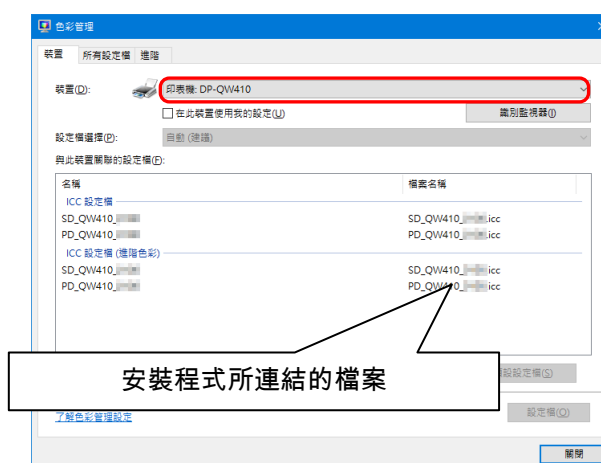 色彩管理
裝置 所有設定檔 進階
裝置(D): 印表機: DP-QW410
在此裝置使用我的設定(U) 識別監視器(I)
設定檔選擇(P): 自動 (建議)
與此裝置關聯的設定檔(F):
名稱 檔案名稱
ICC 設定檔
SD_QW410_ SD_QW410_ .icc
PD_QW410_ PD_QW410_ .icc
ICC 設定檔 (進階色彩)
SD_QW410_ SD_QW410_ icc
PD_QW410_ PD_QW410_ icc
安裝程式所連結的檔案
設設定檔(S)
了解色彩管理設定 設定檔(O)
關閉